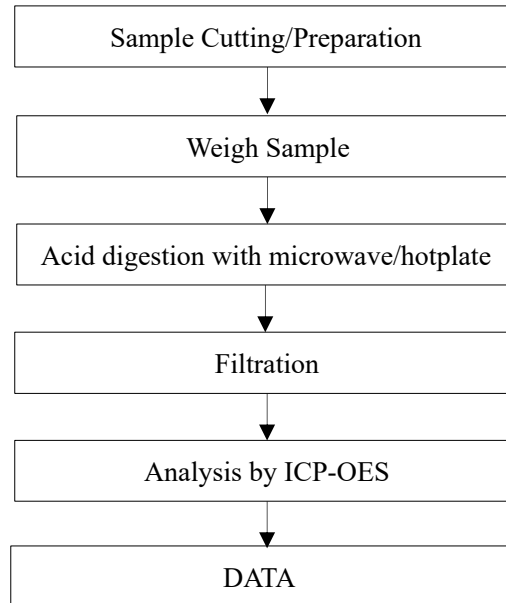 Sample Cutting/Preparation
Weigh Sample
Acid digestion with microwave/hotplate
Filtration
Analysis by ICP-OES
DATA